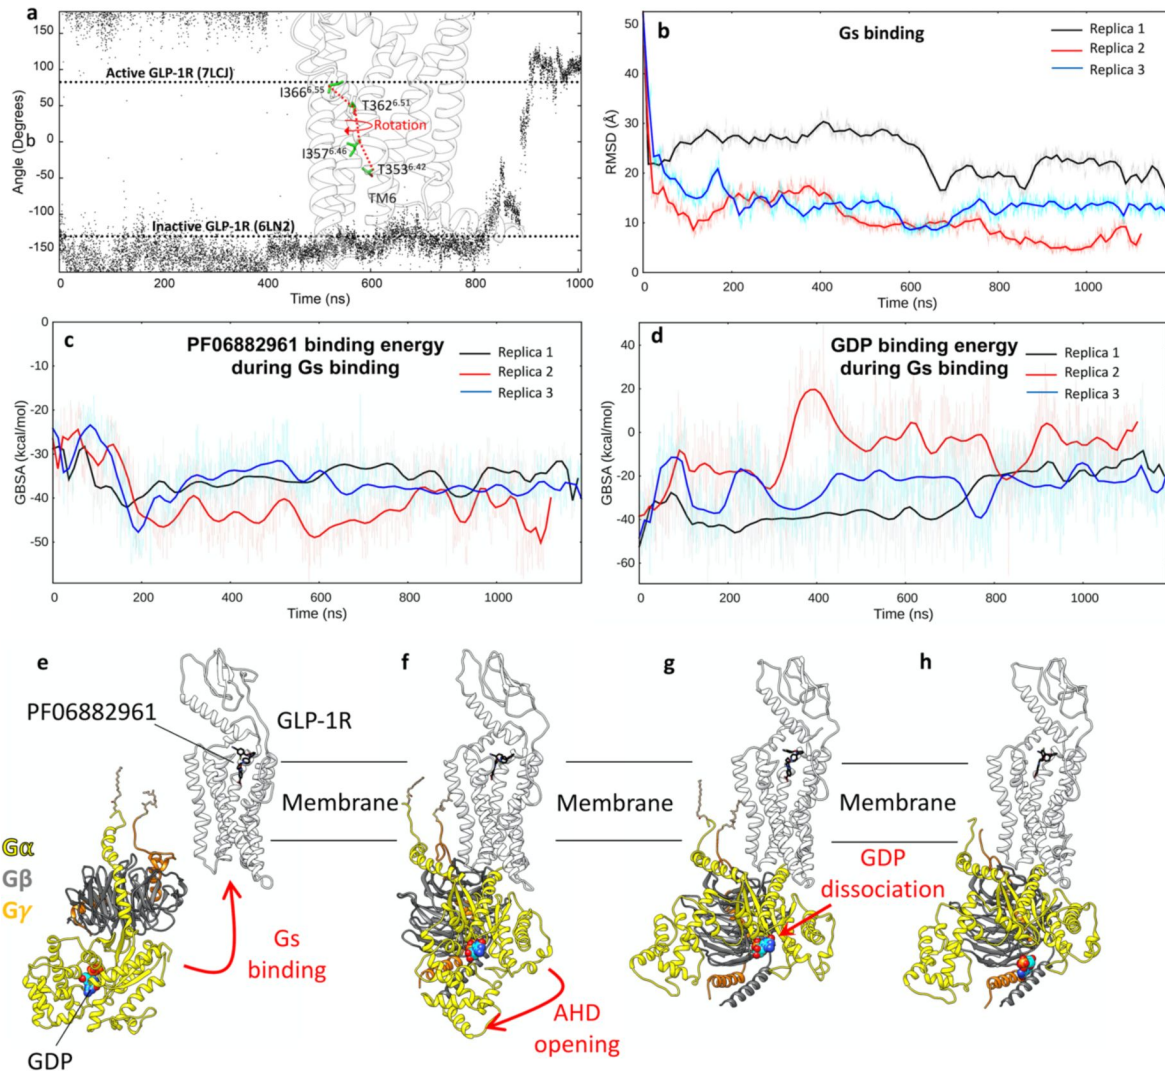 a
180
100
50
0
b
-50
-100
-150
Angle (Degrees)
Active GLP-1R (7LCJ)
Inactive GLP-1R (6LN2)
I366^6.55
T362^6.51
Rotation
I357^6.46
T353^6.42
TM6
0
200
400
600
800
1000
Time (ns)
b
Gs binding
Replica 1
Replica 2
Replica 3
50
40
30
20
10
0
RMSD (Å)
0
200
400
600
800
1000
Time (ns)
c
PF06882961 binding energy
during Gs binding
Replica 1
Replica 2
Replica 3
0
-10
-20
-30
-40
-50
GBSA (kcal/mol)
0
200
400
600
800
1000
Time (ns)
d
GDP binding energy
during Gs binding
Replica 1
Replica 2
Replica 3
40
20
0
-20
-40
-60
GBSA (kcal/mol)
0
200
400
600
800
1000
Time (ns)
e
f
g
h
PF06882961
GLP-1R
Membrane
Membrane
Membrane
Gα
Gβ
Gγ
Gs
binding
GDP
AHD
opening
GDP
dissociation